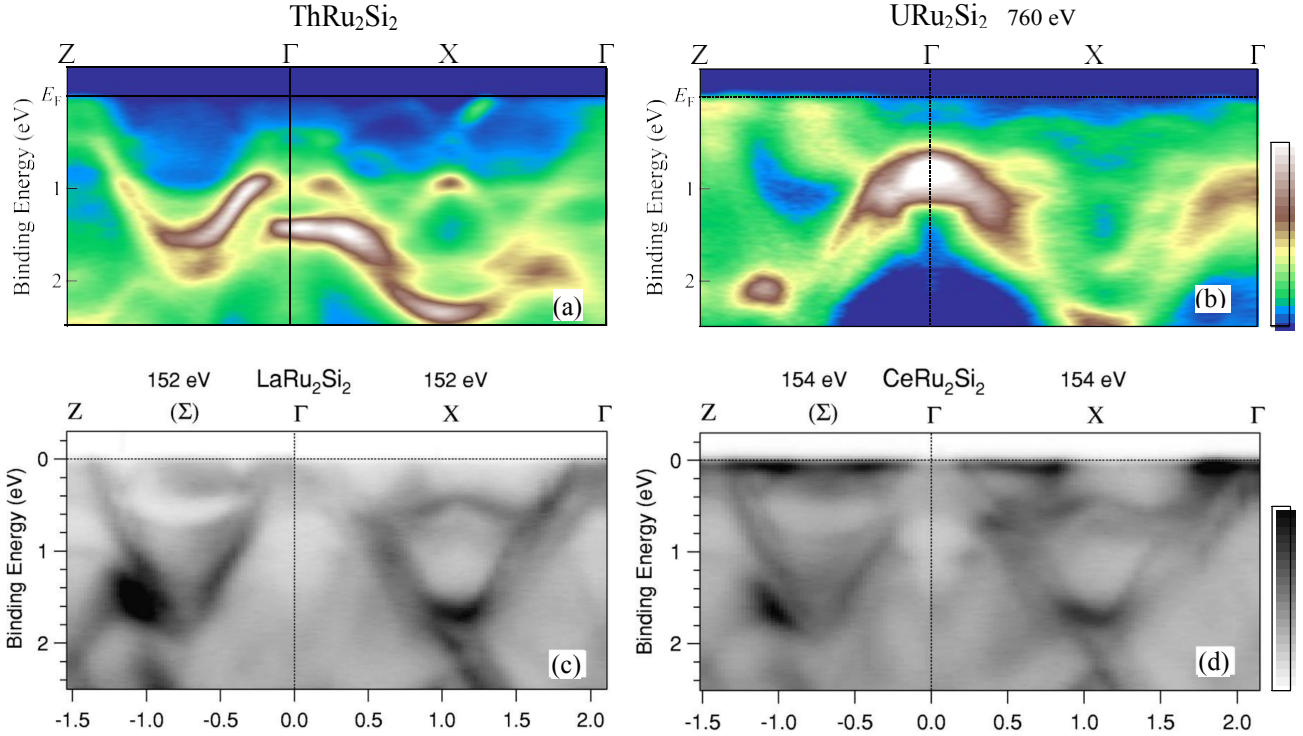 ThRu₂Si₂
URu₂Si₂ 760 eV
Z Γ X Γ
Z Γ X Γ
E_F
1
2
Binding Energy (eV)
(a)
E_F
1
2
Binding Energy (eV)
(b)
152 eV LaRu₂Si₂ 152 eV
154 eV CeRu₂Si₂ 154 eV
Z (Σ) Γ X Γ
Z (Σ) Γ X Γ
0
1
2
Binding Energy (eV)
(c)
0
1
2
Binding Energy (eV)
(d)
-1.5 -1.0 -0.5 0.0 0.5 1.0 1.5 2.0
-1.5 -1.0 -0.5 0.0 0.5 1.0 1.5 2.0